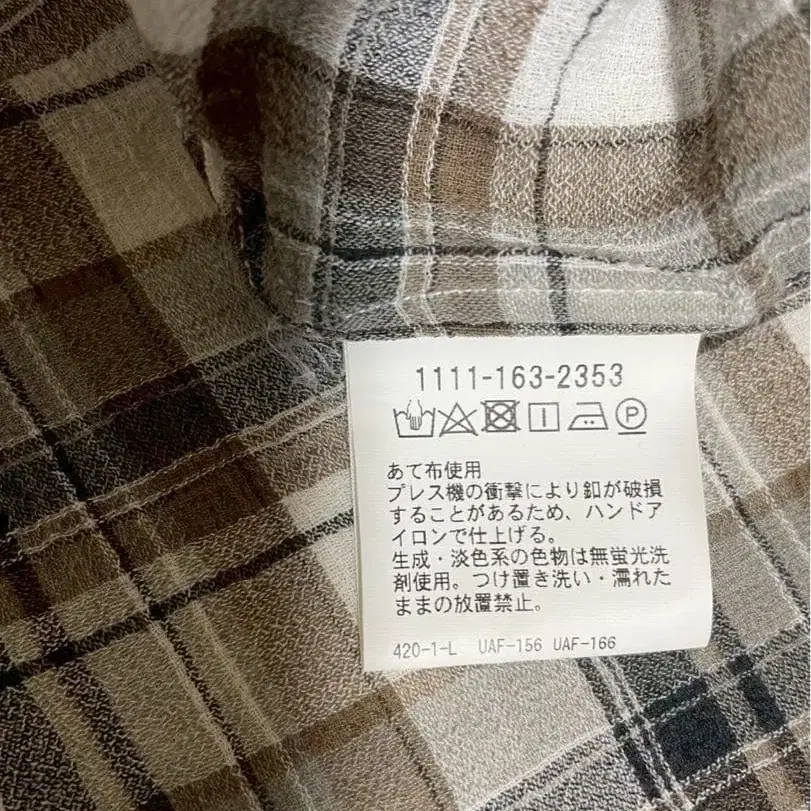 1111-163-2353
P
あて布使用
プレス機の衝撃により釦が破損
することがあるため、ハンドア
イロンで仕上げる。
生成・淡色系の色物は無蛍光洗
剤使用。つけ置き洗い・濡れた
ままの放置禁止。
420-1-L UAF-156 UAF-166